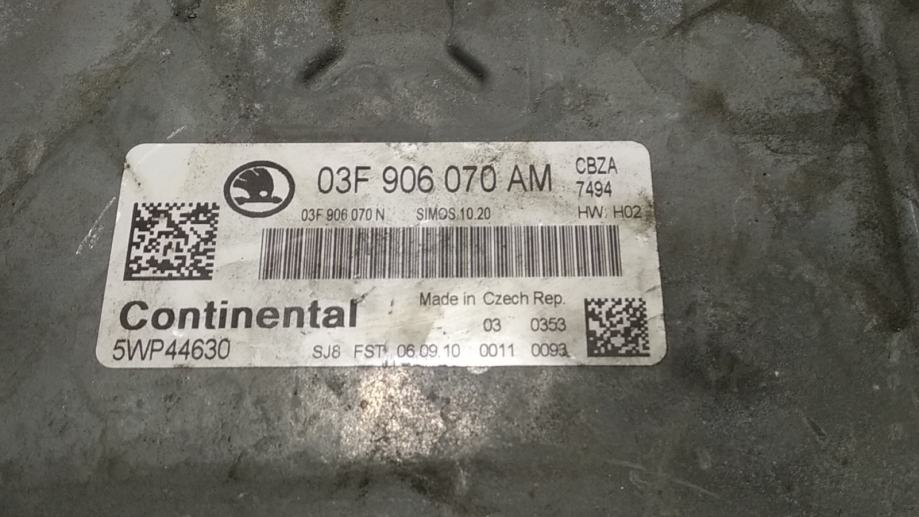 03F 906 070 AM
CBZA
7494
03F 906 070 N SIMOS 10.20 HW: H02
Continental
Made in Czech Rep.
03 0353
5WP44630 SJ8 FST 06.09.10 0011 0093